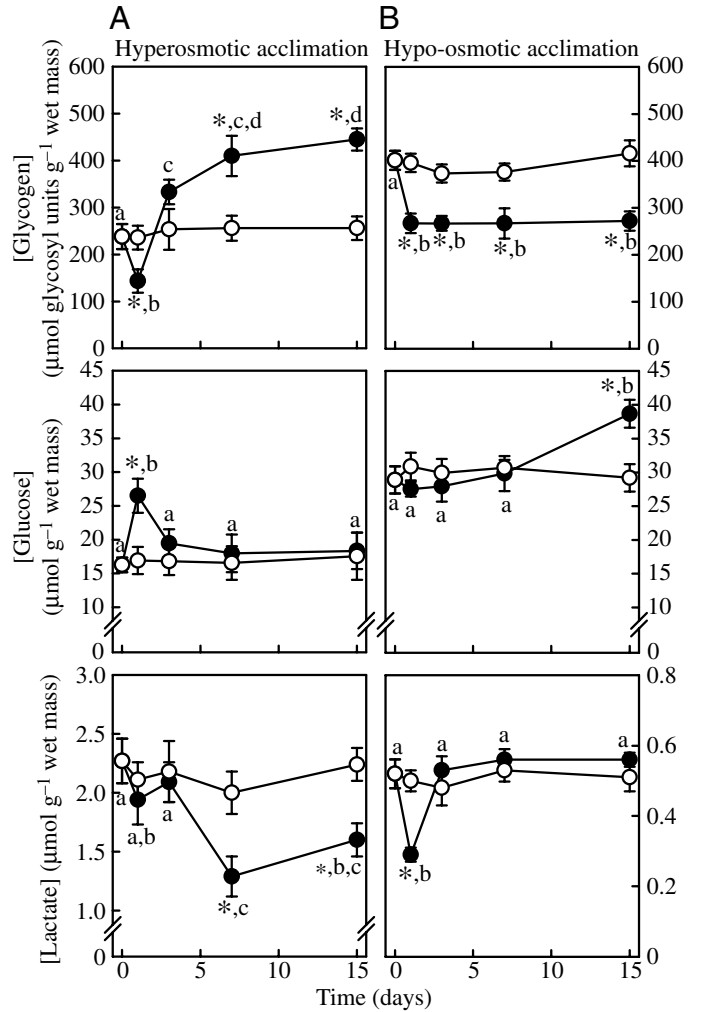 A
B
Hyperosmotic acclimation
Hypo-osmotic acclimation
[Glycogen]
(µmol glycosyl units g⁻¹ wet mass)
600
500
400
300
200
100
0
a
*,b
c
*,c,d
*,d
600
500
400
300
200
100
0
a
*,b
*,b
*,b
*,b
[Glucose]
(µmol g⁻¹ wet mass)
45
40
35
30
25
20
15
10
0
a
*,b
a
a
a
45
40
35
30
25
20
15
10
0
a
a
a
a
*,b
[Lactate] (µmol g⁻¹ wet mass)
3.0
2.5
2.0
1.5
1.0
0
a
a,b
a
*,c
*,b,c
0.8
0.6
0.4
0.2
0
a
*,b
a
a
a
0
5
10
15
0
5
10
15
Time (days)